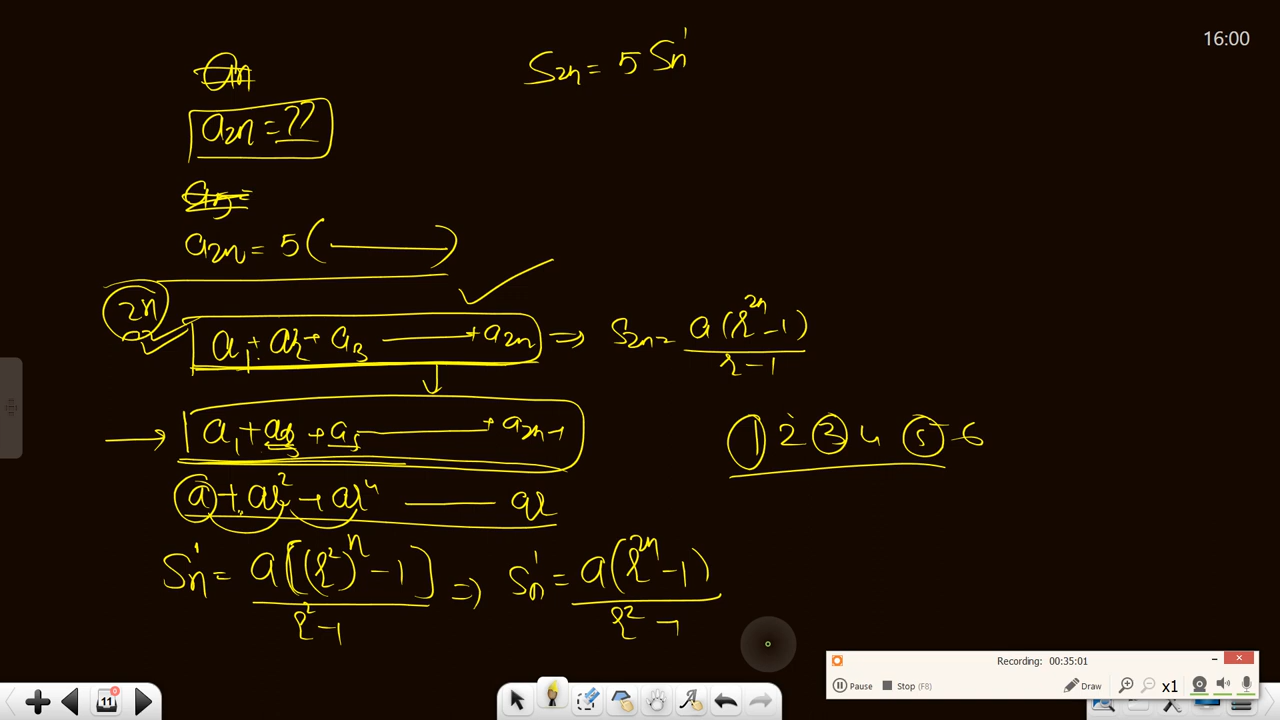 16:00
S2n = 5 Sn'
a2n = ??
a2n = 5( ——— )
2n
a1 + a2 + a3 ——— + a2n ⇒ S2n = a(r^2n - 1) / r - 1
→ a1 + a3 + a5 ——— + a2n-1
1 2 3 4 5 - 6
a + ar^2 + ar^4 ——— ar
Sn' = a[(r^2)^n - 1] / r^2 - 1 ⇒ Sn' = a(r^2n - 1) / r^2 - 1
Recording: 00:35:01
Pause Stop (F8) Draw x1
11 0